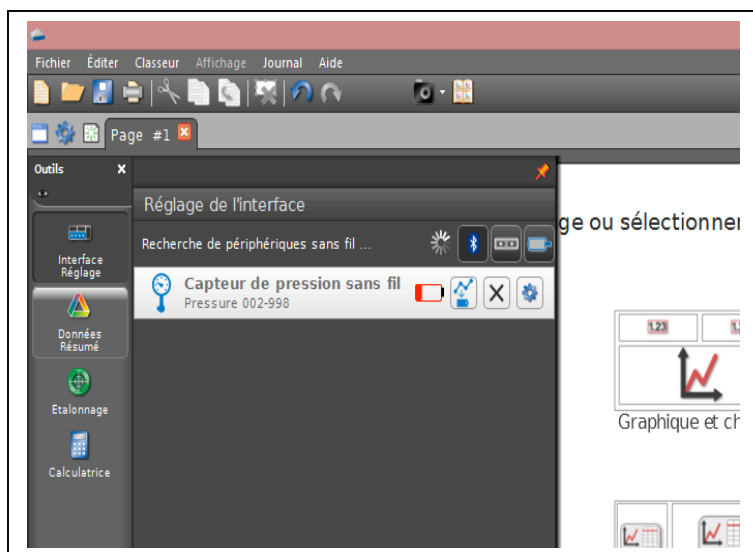 Fichier Éditer Classeur Affichage Journal Aide
Page #1
Outils x
Interface
Réglage
Données
Résumé
Etalonnage
Calculatrice
Réglage de l'interface
Recherche de périphériques sans fil ...
Capteur de pression sans fil
Pressure 002-998
ge ou sélectionner
1.23
Graphique et ch